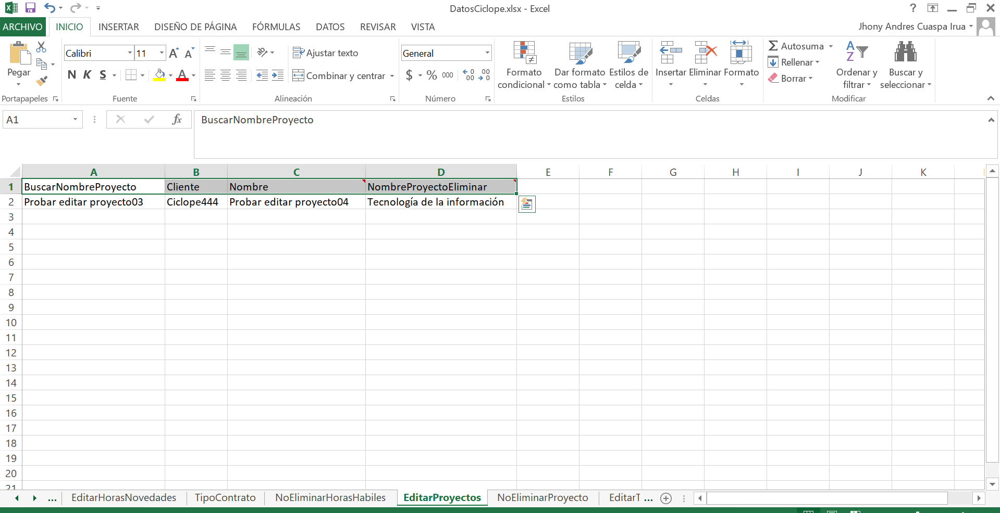 DatosCiclope.xlsx - Excel
ARCHIVO INICIO INSERTAR DISEÑO DE PÁGINA FÓRMULAS DATOS REVISAR VISTA Jhony Andres Cuaspa Irua
Pegar
Portapapeles
Calibri 11
N K S
Fuente
Ajustar texto
Combinar y centrar
Alineación
General
$ % 000
Número
Formato condicional
Dar formato como tabla
Estilos de celda
Estilos
Insertar Eliminar Formato
Celdas
Autosuma
Rellenar
Borrar
Ordenar y filtrar
Buscar y seleccionar
Modificar
A1 fx BuscarNombreProyecto
A B C D E F G H I J K
1 BuscarNombreProyecto Cliente Nombre NombreProyectoEliminar
2 Probar editar proyecto03 Ciclope444 Probar editar proyecto04 Tecnología de la información
3
4
5
6
7
8
9
10
11
12
13
14
15
16
17
18
19
20
21
... EditarHorasNovedades TipoContrato NoEliminarHorasHabiles EditarProyectos NoEliminarProyecto EditarT ...